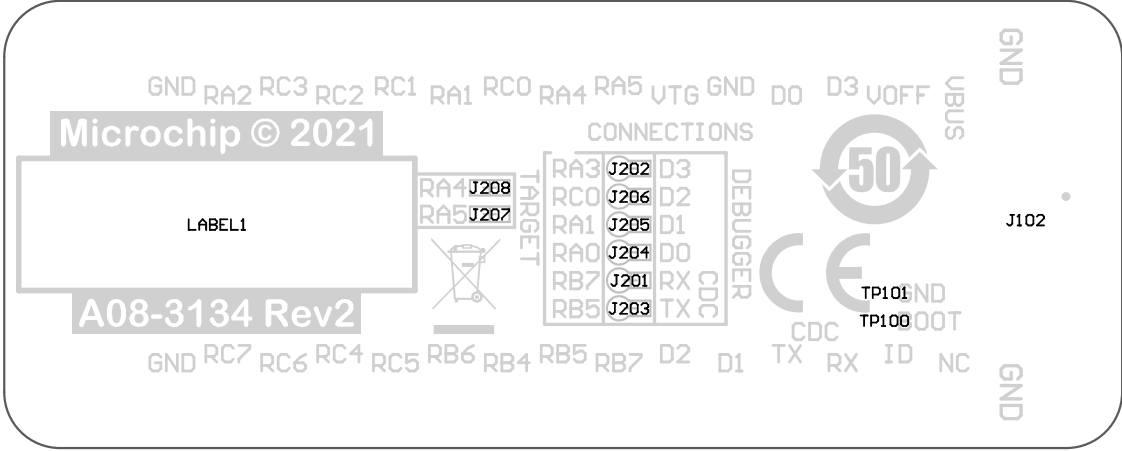 GND RA2 RC3 RC2 RC1 RA1 RC0 RA4 RA5 VTG GND D0 D3 VOFF VBUS GND
Microchip © 2021
CONNECTIONS
50
LABEL1
RA4 J208
RA5 J207
TARGET
RA3 J202 D3
RC0 J206 D2
RA1 J205 D1
RA0 J204 D0
RB7 J201 RX
RB5 J203 TX
CDC
DEBUGGER
J102
CE
TP101 GND
TP100 BOOT
A08-3134 Rev2
GND RC7 RC6 RC4 RC5 RB6 RB4 RB5 RB7 D2 D1 CDC TX RX ID NC GND